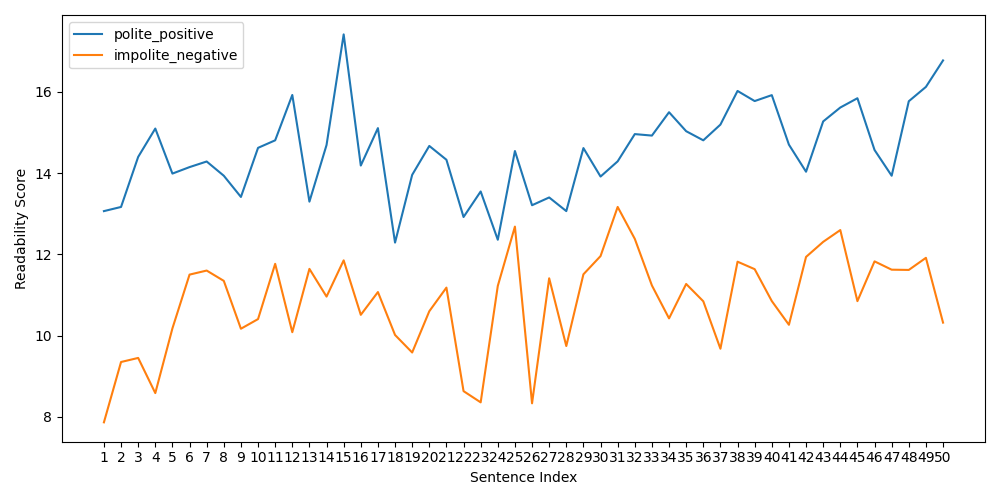 polite_positive
impolite_negative
Readability Score
16
14
12
10
8
1 2 3 4 5 6 7 8 9 10 11 12 13 14 15 16 17 18 19 20 21 22 23 24 25 26 27 28 29 30 31 32 33 34 35 36 37 38 39 40 41 42 43 44 45 46 47 48 49 50
Sentence Index